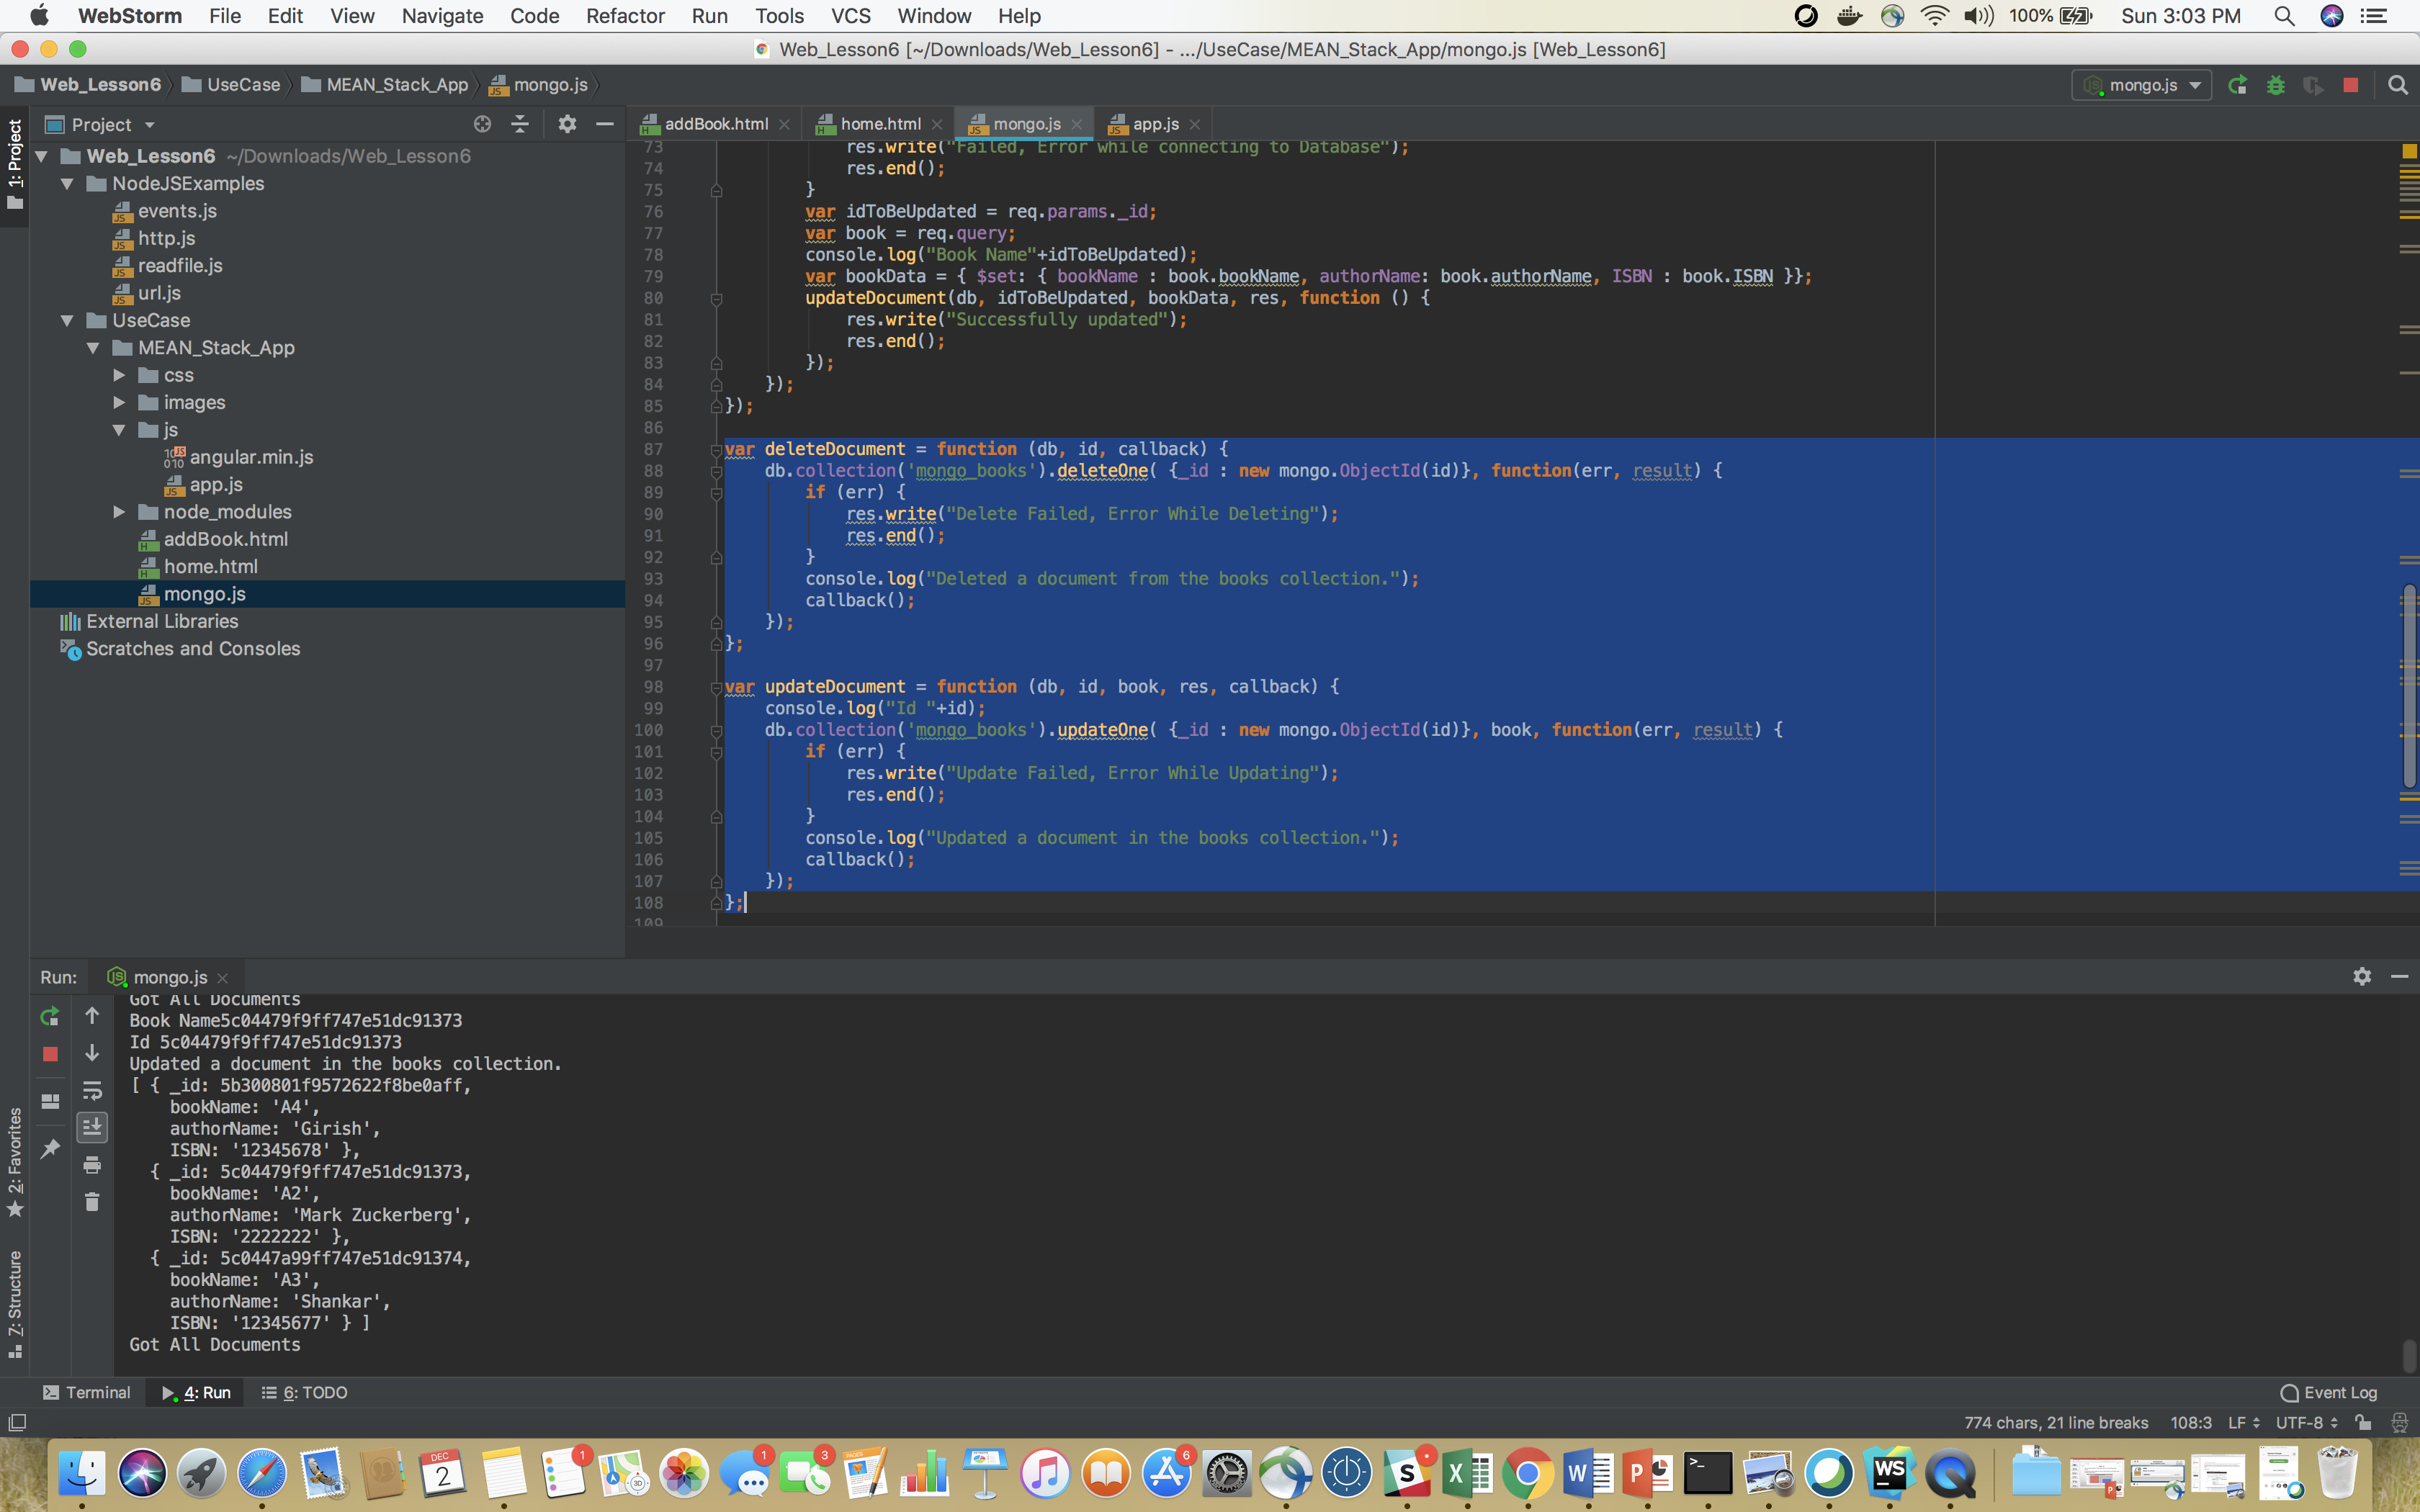 WebStorm File Edit View Navigate Code Refactor Run Tools VCS Window Help 100% Sun 3:03 PM
Web_Lesson6 [~/Downloads/Web_Lesson6] - .../UseCase/MEAN_Stack_App/mongo.js [Web_Lesson6]
Web_Lesson6 UseCase MEAN_Stack_App mongo.js mongo.js
1: Project
Project
Web_Lesson6 ~/Downloads/Web_Lesson6
NodeJSExamples
events.js
http.js
readfile.js
url.js
UseCase
MEAN_Stack_App
css
images
js
angular.min.js
app.js
node_modules
addBook.html
home.html
mongo.js
External Libraries
Scratches and Consoles
addBook.html home.html mongo.js app.js
73 res.write("Failed, Error while connecting to Database");
74 res.end();
75 }
76 var idToBeUpdated = req.params._id;
77 var book = req.query;
78 console.log("Book Name"+idToBeUpdated);
79 var bookData = { $set: { bookName : book.bookName, authorName: book.authorName, ISBN : book.ISBN }};
80 updateDocument(db, idToBeUpdated, bookData, res, function () {
81 res.write("Successfully updated");
82 res.end();
83 });
84 });
85 });
86
87 var deleteDocument = function (db, id, callback) {
88 db.collection('mongo_books').deleteOne( {_id : new mongo.ObjectId(id)}, function(err, result) {
89 if (err) {
90 res.write("Delete Failed, Error While Deleting");
91 res.end();
92 }
93 console.log("Deleted a document from the books collection.");
94 callback();
95 });
96 };
97
98 var updateDocument = function (db, id, book, res, callback) {
99 console.log("Id "+id);
100 db.collection('mongo_books').updateOne( {_id : new mongo.ObjectId(id)}, book, function(err, result) {
101 if (err) {
102 res.write("Update Failed, Error While Updating");
103 res.end();
104 }
105 console.log("Updated a document in the books collection.");
106 callback();
107 });
108 };
109
Run: mongo.js
Got All Documents
Book Name5c04479f9ff747e51dc91373
Id 5c04479f9ff747e51dc91373
Updated a document in the books collection.
[ { _id: 5b300801f9572622f8be0aff,
bookName: 'A4',
authorName: 'Girish',
ISBN: '12345678' },
{ _id: 5c04479f9ff747e51dc91373,
bookName: 'A2',
authorName: 'Mark Zuckerberg',
ISBN: '2222222' },
{ _id: 5c0447a99ff747e51dc91374,
bookName: 'A3',
authorName: 'Shankar',
ISBN: '12345677' } ]
Got All Documents
2: Favorites
7: Structure
Terminal 4: Run 6: TODO Event Log
774 chars, 21 line breaks 108:3 LF UTF-8
DEC
2
1
1
3
PAGES
6
S
X
W
P
>_
WS